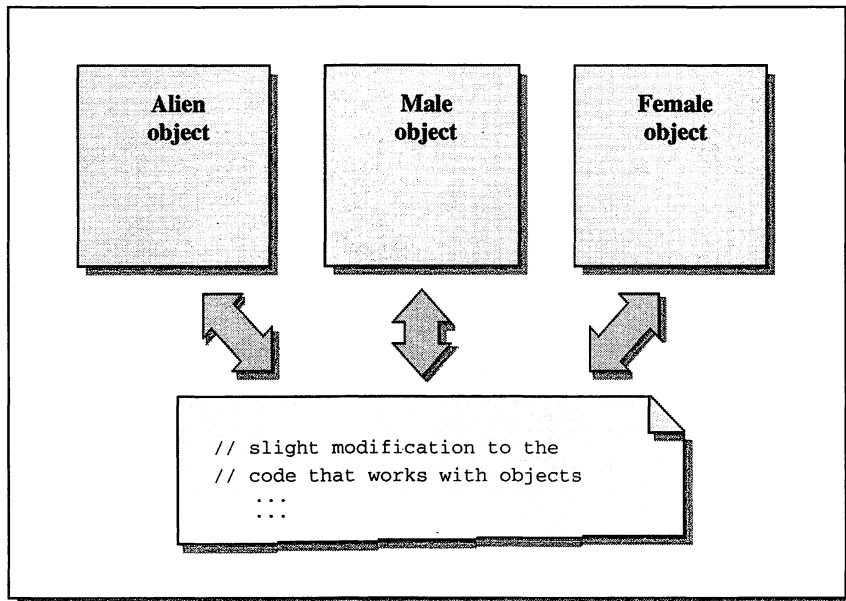 Alien
object
Male
object
Female
object
// slight modification to the
// code that works with objects
...
...